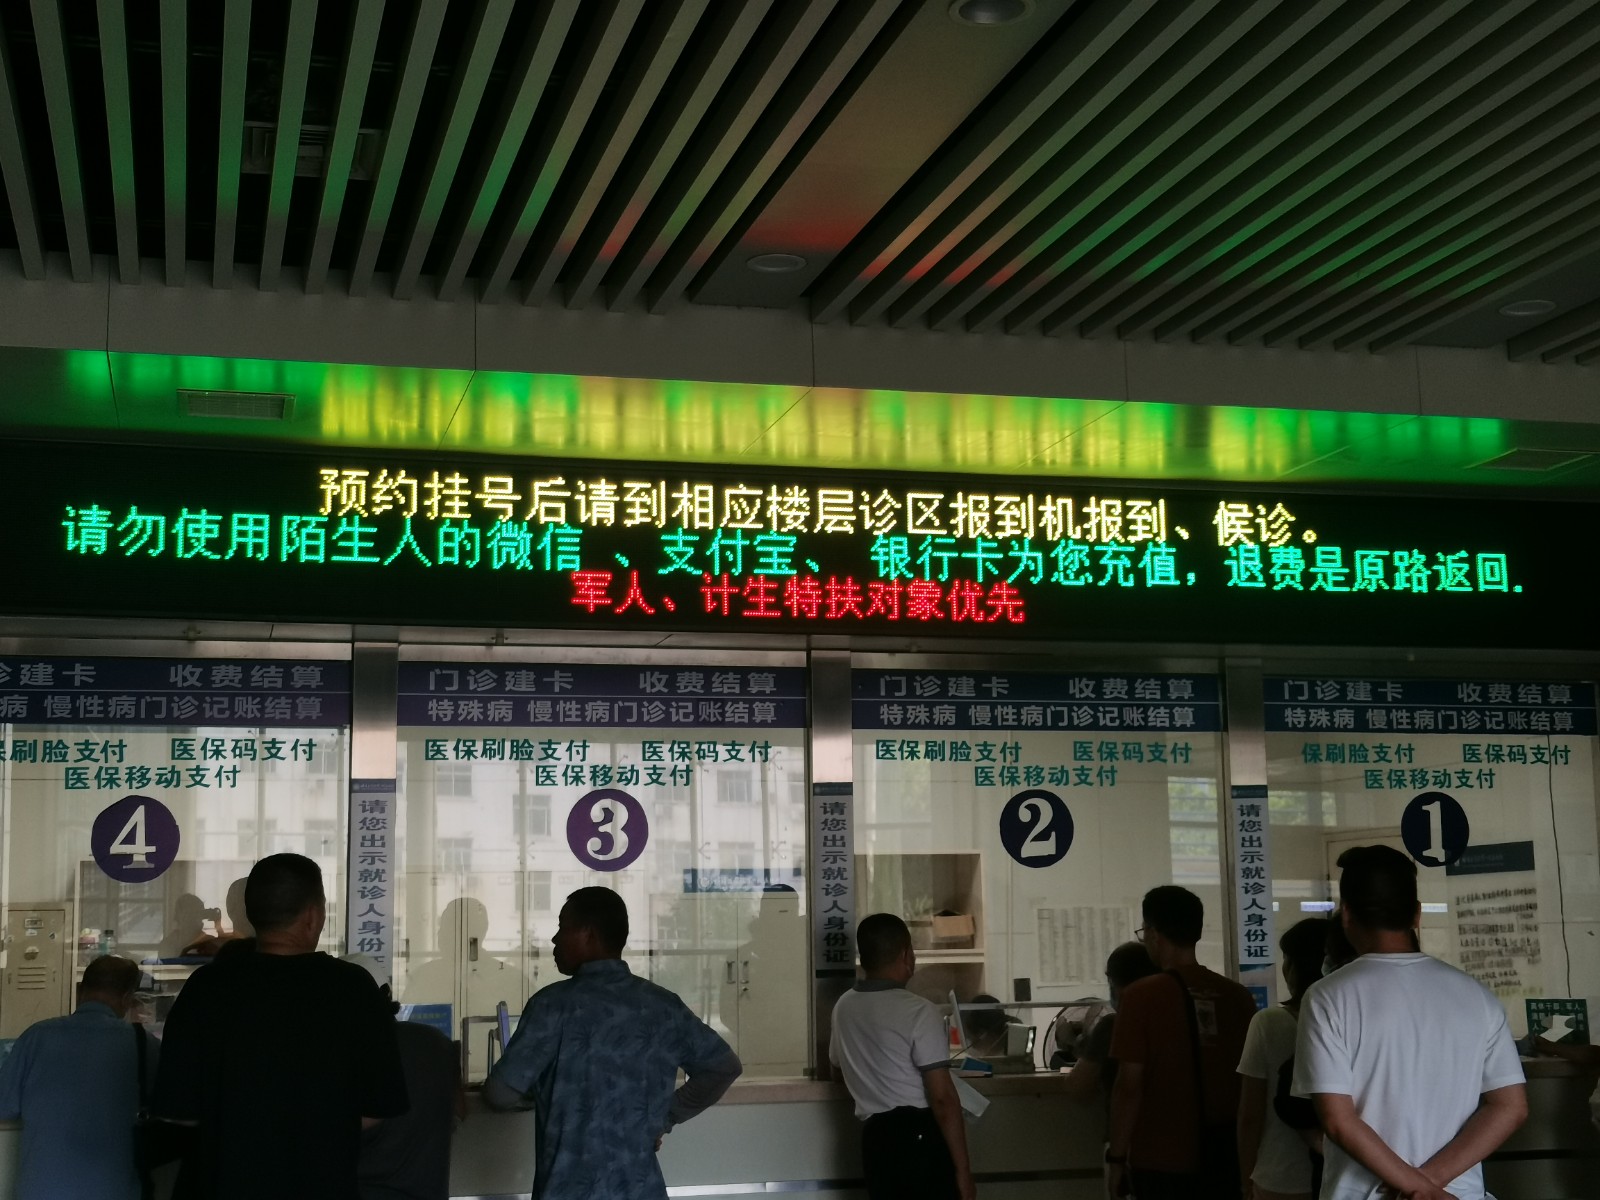 预约挂号后请到相应楼层诊区报到机报到、候诊。
请勿使用陌生人的微信、支付宝、银行卡为您充值，退费是原路返回.
军人、计生特扶对象优先
诊建卡 收费结算
病 慢性病门诊记账结算
保刷脸支付 医保码支付
医保移动支付
4
请您出示就诊人身份证
门诊建卡 收费结算
特殊病 慢性病门诊记账结算
医保刷脸支付 医保码支付
医保移动支付
3
请您出示就诊人身份证
门诊建卡 收费结算
特殊病 慢性病门诊记账结算
医保刷脸支付 医保码支付
医保移动支付
2
请您出示就诊人身份证
门诊建卡 收费结算
特殊病 慢性病门诊记账结算
保刷脸支付 医保码支付
医保移动支付
1